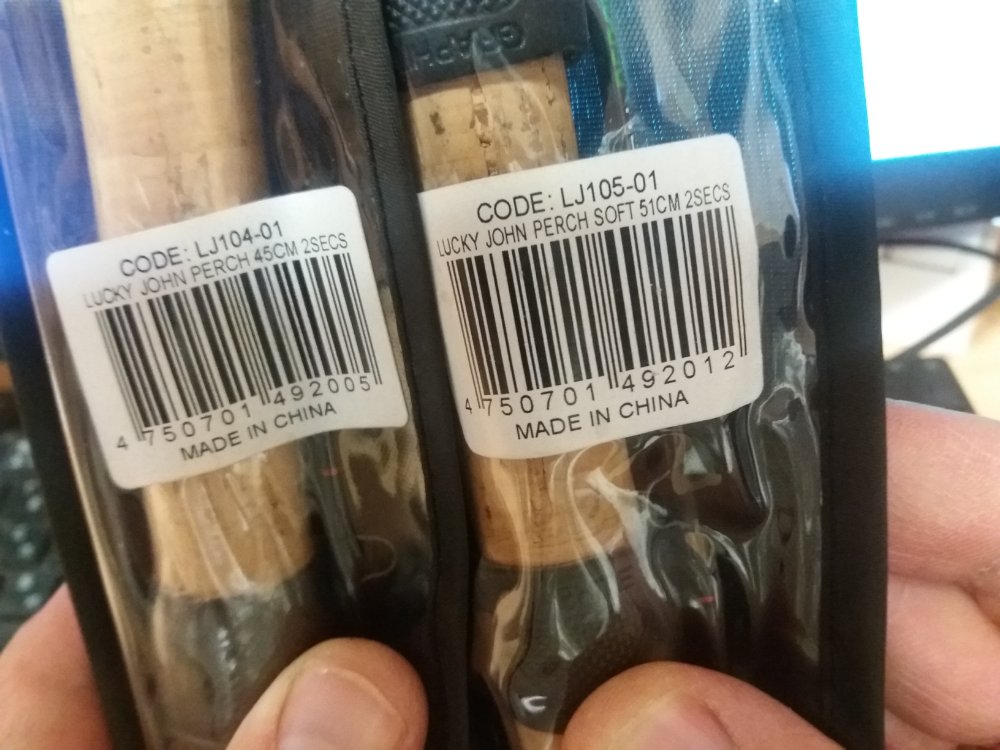 GRAPH
CODE: LJ104-01
LUCKY JOHN PERCH 45CM 2SECS
4 750701 492005
MADE IN CHINA
CODE: LJ105-01
LUCKY JOHN PERCH SOFT 51CM 2SECS
4 750701 492012
MADE IN CHINA